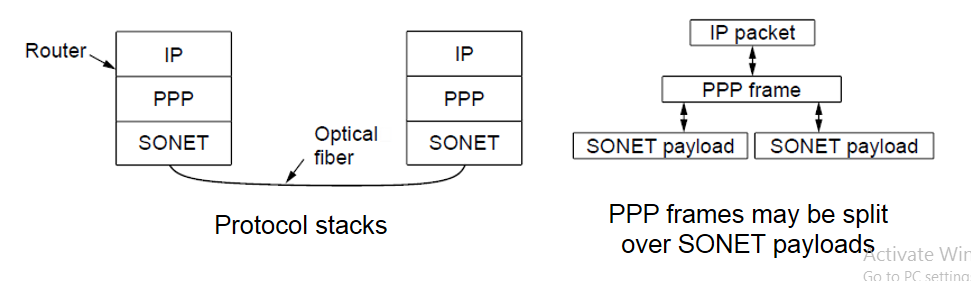 Router
IP
PPP
SONET
Optical
fiber
IP
PPP
SONET
Protocol stacks
IP packet
PPP frame
SONET payload
SONET payload
PPP frames may be split
over SONET payloads
Activate Win
Go to PC setting